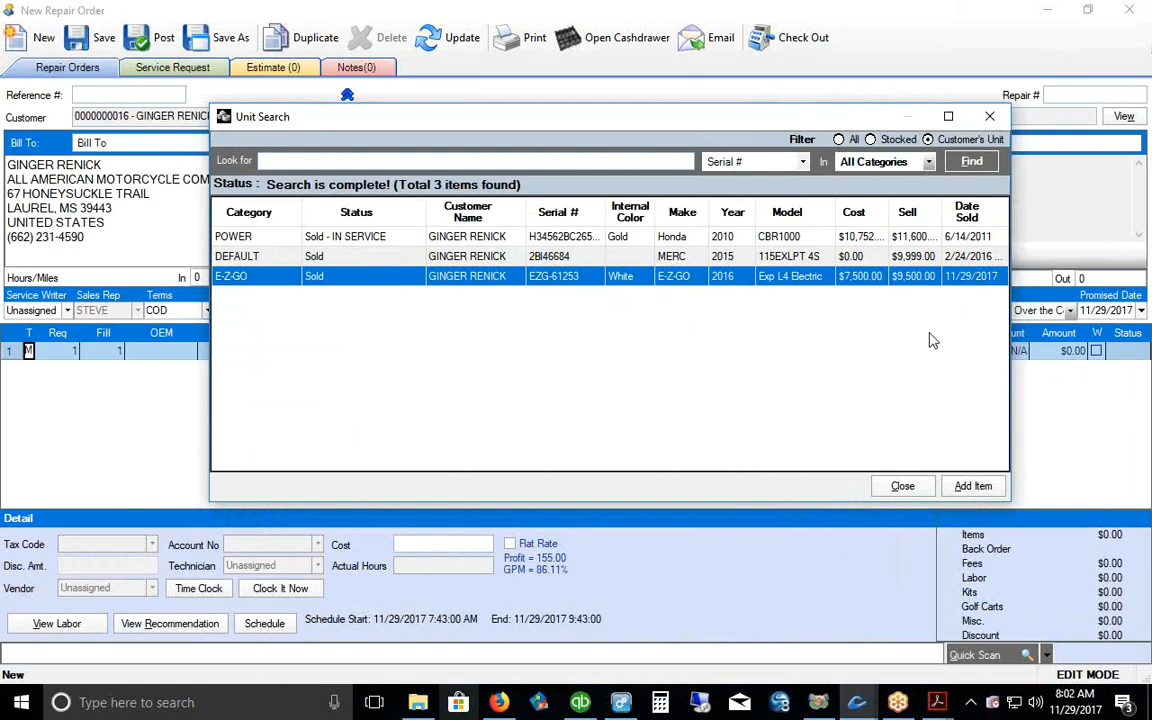 New Repair Order
New Save Post Save As Duplicate Delete Update Print Open Cashdrawer Email Check Out
Repair Orders Service Request Estimate (0) Notes(0)
Reference #: Repair #
Customer 0000000016 - GINGER RENICK View
Bill To: Bill To
GINGER RENICK
ALL AMERICAN MOTORCYCLE COM
67 HONEYSUCKLE TRAIL
LAUREL, MS 39443
UNITED STATES
(662) 231-4590
Hours/Miles In 0 Out 0
Service Writer Sales Rep Terms Promised Date
Unassigned STEVE COD Over the C 11/29/2017
T Req Fill OEM unt Amount W Status
1 M 1 1 N/A $0.00
Unit Search
Filter All Stocked Customer's Unit
Look for Serial # In All Categories Find
Status : Search is complete! (Total 3 items found)
Category Status Customer Name Serial # Internal Color Make Year Model Cost Sell Date Sold
POWER Sold - IN SERVICE GINGER RENICK H34562BC265... Gold Honda 2010 CBR1000 $10,752.... $11,600.... 6/14/2011
DEFAULT Sold GINGER RENICK 2BI46684 MERC 2015 115EXLPT 4S $0.00 $9,999.00 2/24/2016 ...
E-Z-GO Sold GINGER RENICK EZG-61253 White E-Z-GO 2016 Exp L4 Electric $7,500.00 $9,500.00 11/29/2017
Close Add Item
Detail
Tax Code Account No Cost Flat Rate
Disc. Amt. Technician Unassigned Actual Hours Profit = 155.00
GPM = 86.11%
Vendor Unassigned Time Clock Clock It Now
View Labor View Recommendation Schedule Schedule Start: 11/29/2017 7:43:00 AM End: 11/29/2017 9:43:00
Items $0.00
Back Order
Fees $0.00
Labor $0.00
Kits $0.00
Golf Carts $0.00
Misc. $0.00
Discount $0.00
Quick Scan
New EDIT MODE
Type here to search
8:02 AM
11/29/2017
3